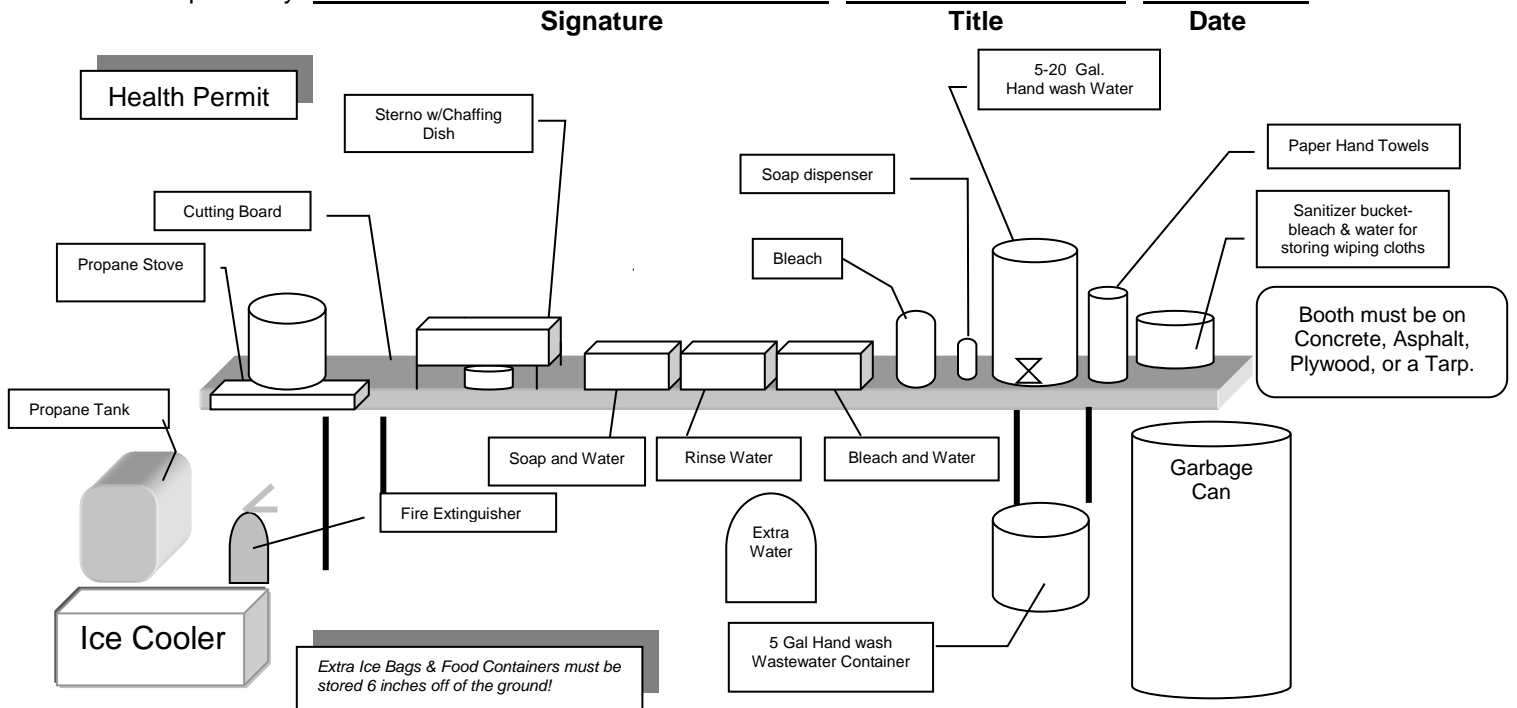 Signature Title Date
Health Permit
Sterno w/Chaffing
Dish
5-20 Gal.
Hand wash Water
Paper Hand Towels
Soap dispenser
Cutting Board
Sanitizer bucket-
bleach & water for
storing wiping cloths
Propane Stove
Bleach
Booth must be on
Concrete, Asphalt,
Plywood, or a Tarp.
Propane Tank
Soap and Water
Rinse Water
Bleach and Water
Garbage
Can
Fire Extinguisher
Extra
Water
Ice Cooler
5 Gal Hand wash
Wastewater Container
Extra Ice Bags & Food Containers must be
stored 6 inches off of the ground!